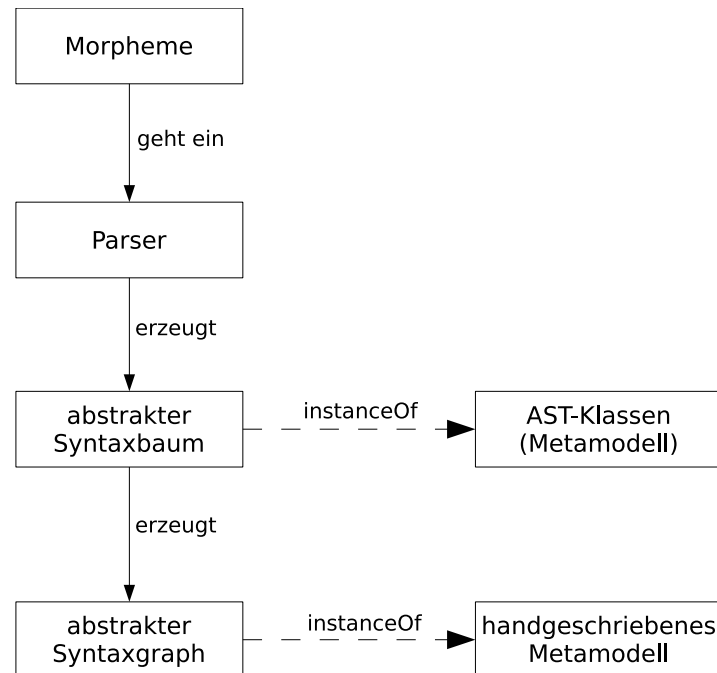 Morpheme
geht ein
Parser
erzeugt
abstrakter
Syntaxbaum
instanceOf
AST-Klassen
(Metamodell)
erzeugt
abstrakter
Syntaxgraph
instanceOf
handgeschriebenes
Metamodell